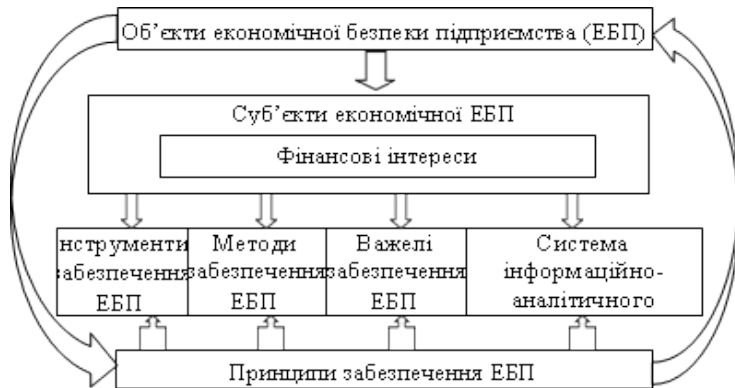 Об’єкти економічної безпеки підприємства (ЕБП)
Суб’єкти економічної ЕБП
Фінансові інтереси
нструменти
забезпечення
ЕБП
Методи
забезпечення
ЕБП
Важелі
забезпечення
ЕБП
Система
інформаційно-
аналітичного
Принципи забезпечення ЕБП